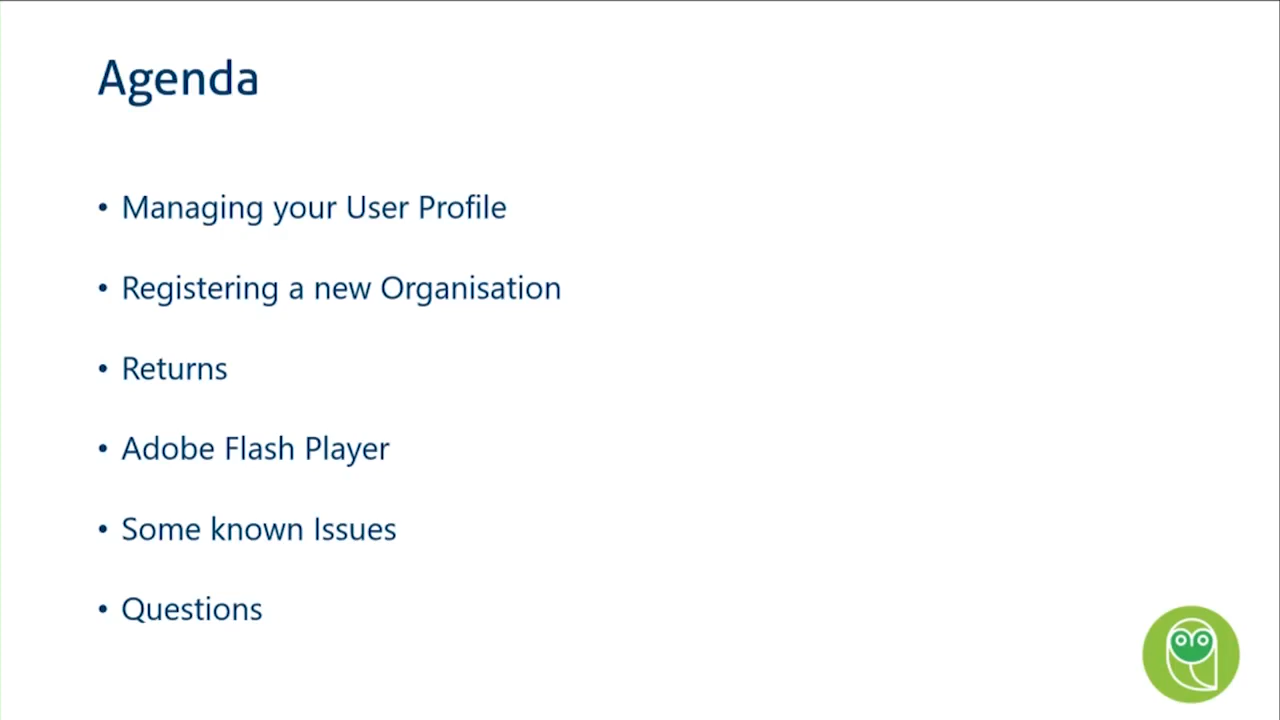 Agenda
• Managing your User Profile
• Registering a new Organisation
• Returns
• Adobe Flash Player
• Some known Issues
• Questions